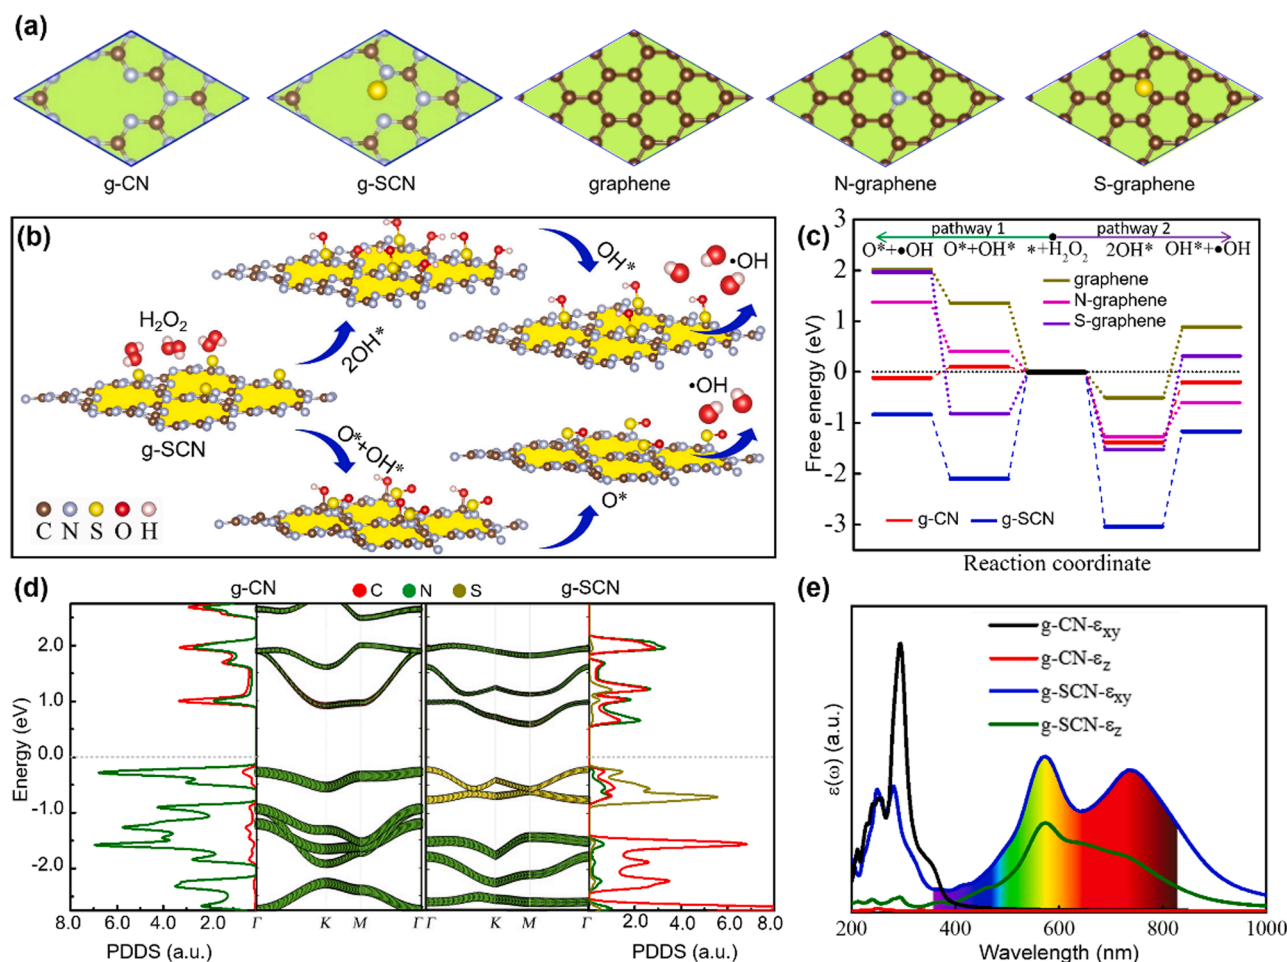 (a)
g-CN
g-SCN
graphene
N-graphene
S-graphene
(b)
H2O2
g-SCN
2OH*
O*+OH*
OH*
•OH
•OH
O*
C N S O H
(c)
pathway 1
pathway 2
O*+•OH O*+OH* *+H2O2 2OH* OH*+•OH
graphene
N-graphene
S-graphene
g-CN
g-SCN
3
2
1
0
-1
-2
-3
Free energy (eV)
Reaction coordinate
(d)
g-CN
C N S
g-SCN
2.0
1.0
0.0
-1.0
-2.0
Energy (eV)
8.0 6.0 4.0 2.0 Γ K M Γ Γ K M Γ 2.0 4.0 6.0 8.0
PDDS (a.u.)
PDDS (a.u.)
(e)
g-CN-εxy
g-CN-εz
g-SCN-εxy
g-SCN-εz
ε(ω) (a.u.)
200 400 600 800 1000
Wavelength (nm)